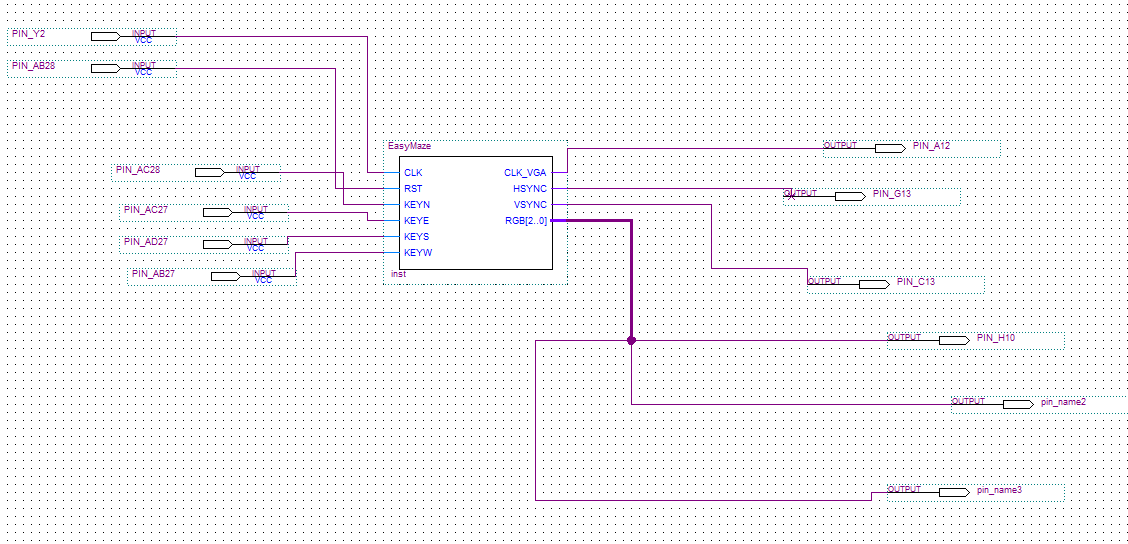 PIN_Y2
INPUT
VCC
PIN_AB28
INPUT
VCC
EasyMaze
PIN_AC28
INPUT
VCC
PIN_AC27
INPUT
VCC
PIN_AD27
INPUT
VCC
PIN_AB27
INPUT
VCC
CLK
RST
KEYN
KEYE
KEYS
KEYW
CLK_VGA
HSYNC
VSYNC
RGB[2..0]
inst
OUTPUT
PIN_A12
OUTPUT
PIN_G13
OUTPUT
PIN_C13
OUTPUT
PIN_H10
OUTPUT
pin_name2
OUTPUT
pin_name3